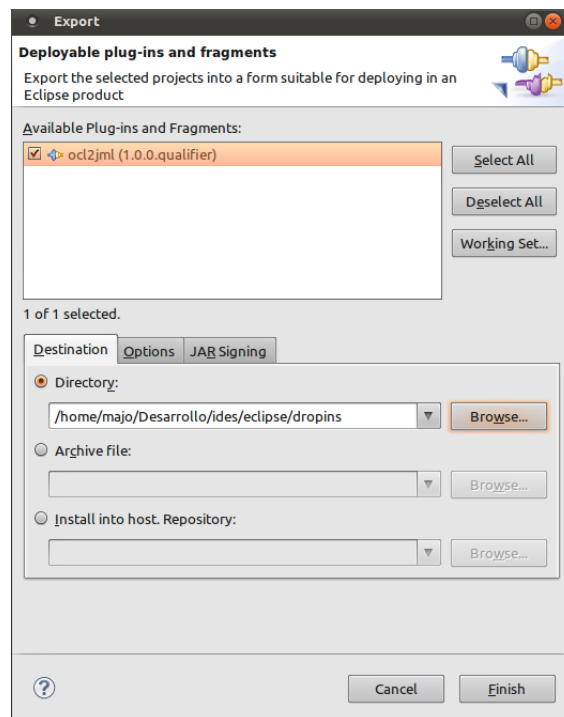 Export
Deployable plug-ins and fragments
Export the selected projects into a form suitable for deploying in an
Eclipse product
Available Plug-ins and Fragments:
ocl2jml (1.0.0.qualifier)
Select All
Deselect All
Working Set...
1 of 1 selected.
Destination Options JAR Signing
Directory:
/home/majo/Desarrollo/ides/eclipse/dropins Browse...
Archive file:
Browse...
Install into host. Repository:
Browse...
? Cancel Finish